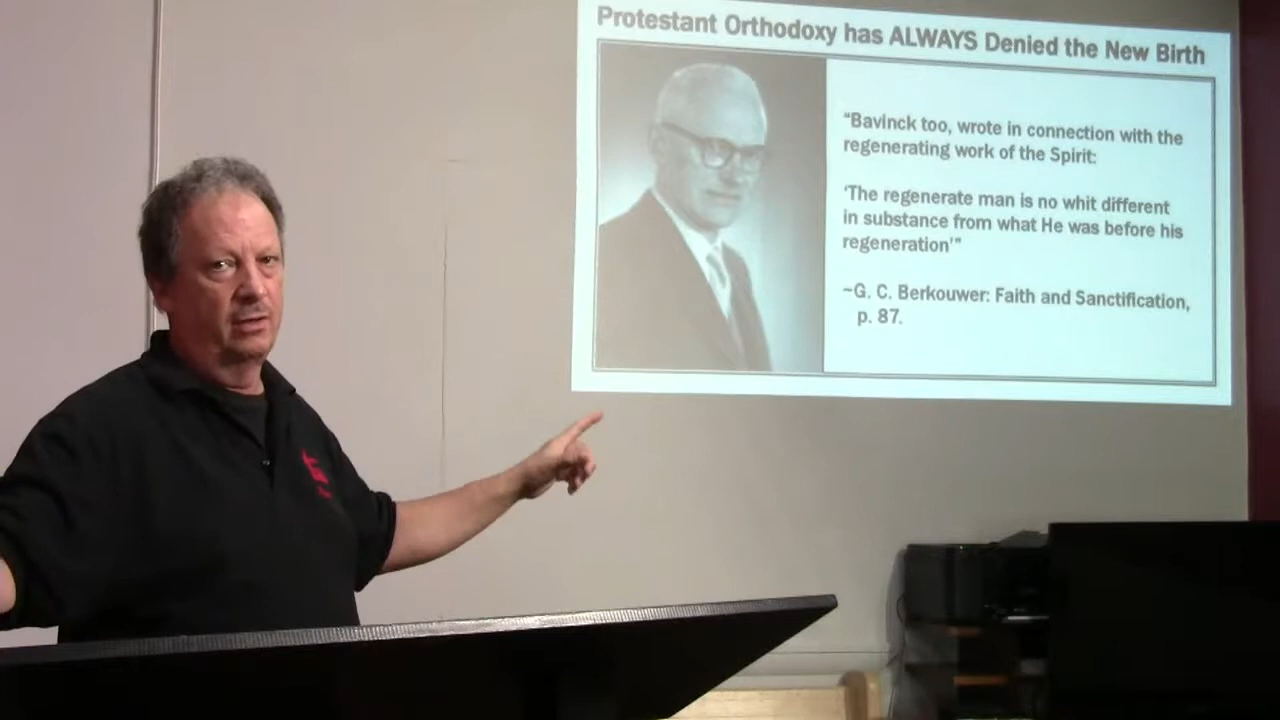 Protestant Orthodoxy has ALWAYS Denied the New Birth
“Bavinck too, wrote in connection with the
regenerating work of the Spirit:
‘The regenerate man is no whit different
in substance from what He was before his
regeneration’”
~G. C. Berkouwer: Faith and Sanctification,
p. 87.